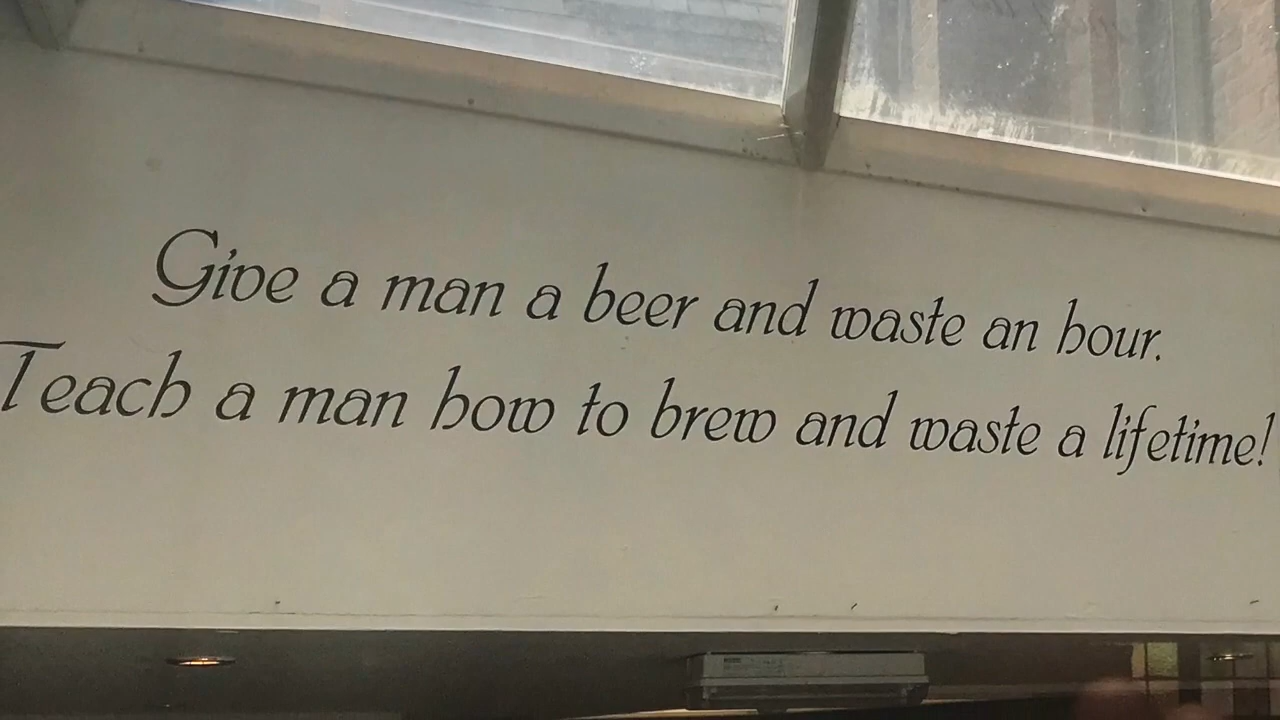 Give a man a beer and waste an hour.
Teach a man how to brew and waste a lifetime!